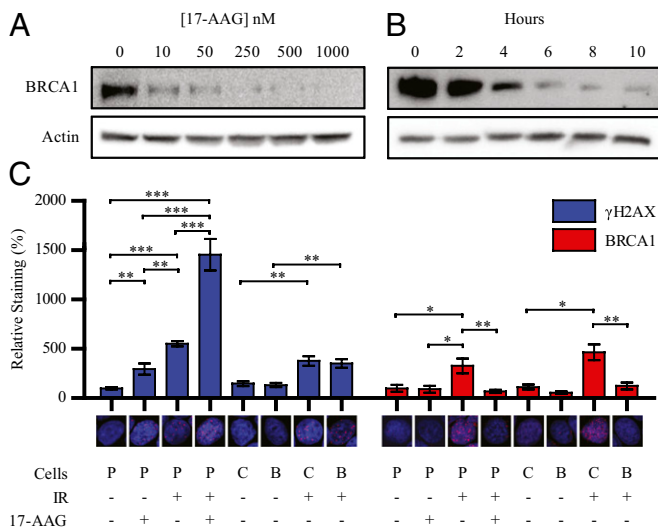 A
[17-AAG] nM
0 10 50 250 500 1000
BRCA1
Actin
B
Hours
0 2 4 6 8 10
C
Relative Staining (%)
2000
1500
1000
500
0
***
***
***
***
**
**
**
**
γH2AX
BRCA1
*
*
**
*
**
Cells P P P P C B C B P P P P C B C B
IR - - + + - - + + - - + + - - + +
17-AAG - + - + - - - - - + - + - - - -